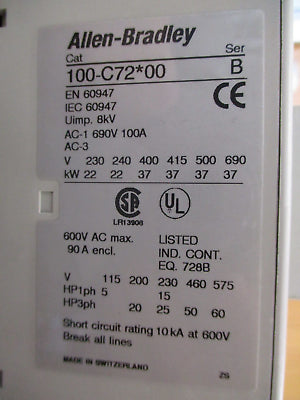 Allen-Bradley
Cat Ser
100-C72*00 B
EN 60947
IEC 60947
Uimp. 8kV
AC-1 690V 100A
AC-3
V 230 240 400 415 500 690
kW 22 22 37 37 37 37
CE
SA
LR13908
UL
600V AC max.
90A encl.
LISTED
IND. CONT.
EQ. 728B
V 115 200 230 460 575
HP1ph 5 15
HP3ph 20 25 50 60
Short circuit rating 10kA at 600V
Break all lines
MADE IN SWITZERLAND ZS